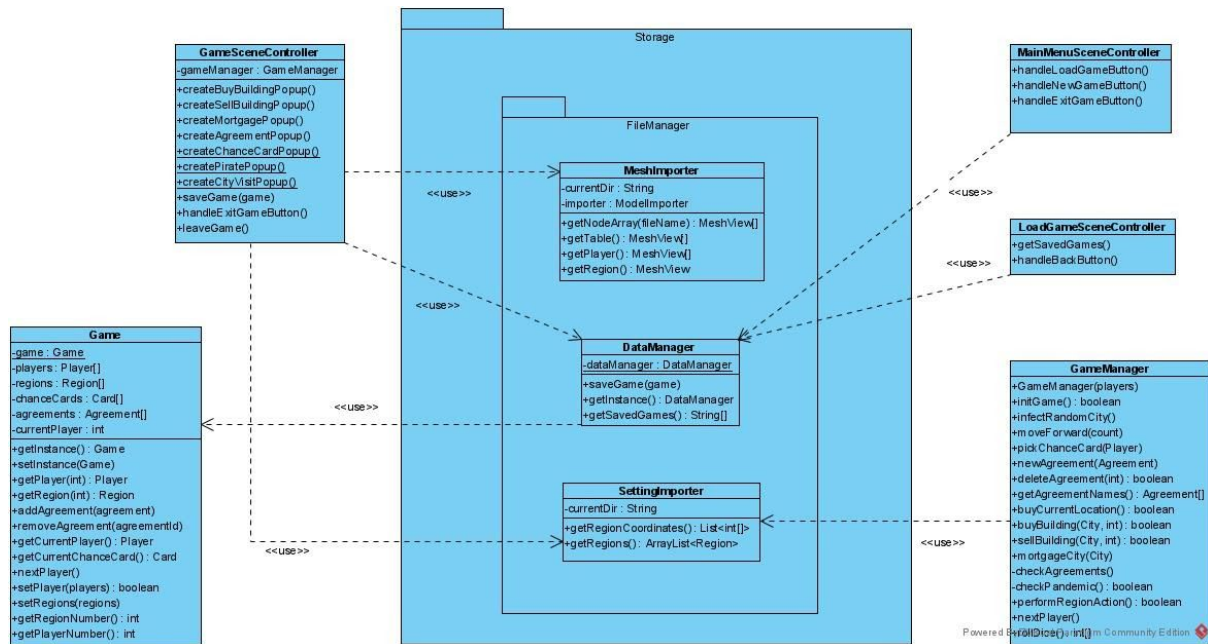 GameSceneController
-gameManager : GameManager
+createBuyBuildingPopup()
+createSellBuildingPopup()
+createMortgagePopup()
+createAgreementPopup()
+createChanceCardPopup()
+createPiratePopup()
+createCityVisitPopup()
+saveGame(game)
+handleExitGameButton()
+leaveGame()
Storage
FileManager
MeshImporter
-currentDir : String
-importer : ModelImporter
+getNodeArray(fileName) : MeshView[]
+getTable() : MeshView[]
+getPlayer() : MeshView[]
+getRegion() : MeshView
MainMenuSceneController
+handleLoadGameButton()
+handleNewGameButton()
+handleExitGameButton()
<<use>>
<<use>>
LoadGameSceneController
+getSavedGames()
+handleBackButton()
<<use>>
<<use>>
Game
-game : Game
-players : Player[]
-regions : Region[]
-chanceCards : Card[]
-agreements : Agreement[]
-currentPlayer : int
+getInstance() : Game
+setInstance(Game)
+getPlayer(int) : Player
+getRegion(int) : Region
+addAgreement(agreement)
+removeAgreement(agreementId)
+getCurrentPlayer() : Player
+getCurrentChanceCard() : Card
+nextPlayer()
+setPlayer(players) : boolean
+setRegions(regions)
+getRegionNumber() : int
+getPlayerNumber() : int
<<use>>
<<use>>
DataManager
-dataManager : DataManager
+saveGame(game)
+getInstance() : DataManager
+getSavedGames() : String[]
SettingImporter
-currentDir : String
+getRegionCoordinates() : List<int[]>
+getRegions() : ArrayList<Region>
<<use>>
GameManager
+GameManager(players)
+initGame() : boolean
+infectRandomCity()
+moveForward(count)
+pickChanceCard(Player)
+newAgreement(Agreement)
+deleteAgreement(int) : boolean
+getAgreementNames() : Agreement[]
+buyCurrentLocation() : boolean
+buyBuilding(City, int) : boolean
+sellBuilding(City, int) : boolean
+mortgageCity(City)
-checkAgreements()
-checkPandemic() : boolean
+performRegionAction() : boolean
+nextPlayer()
int[]
Powered Community Edition